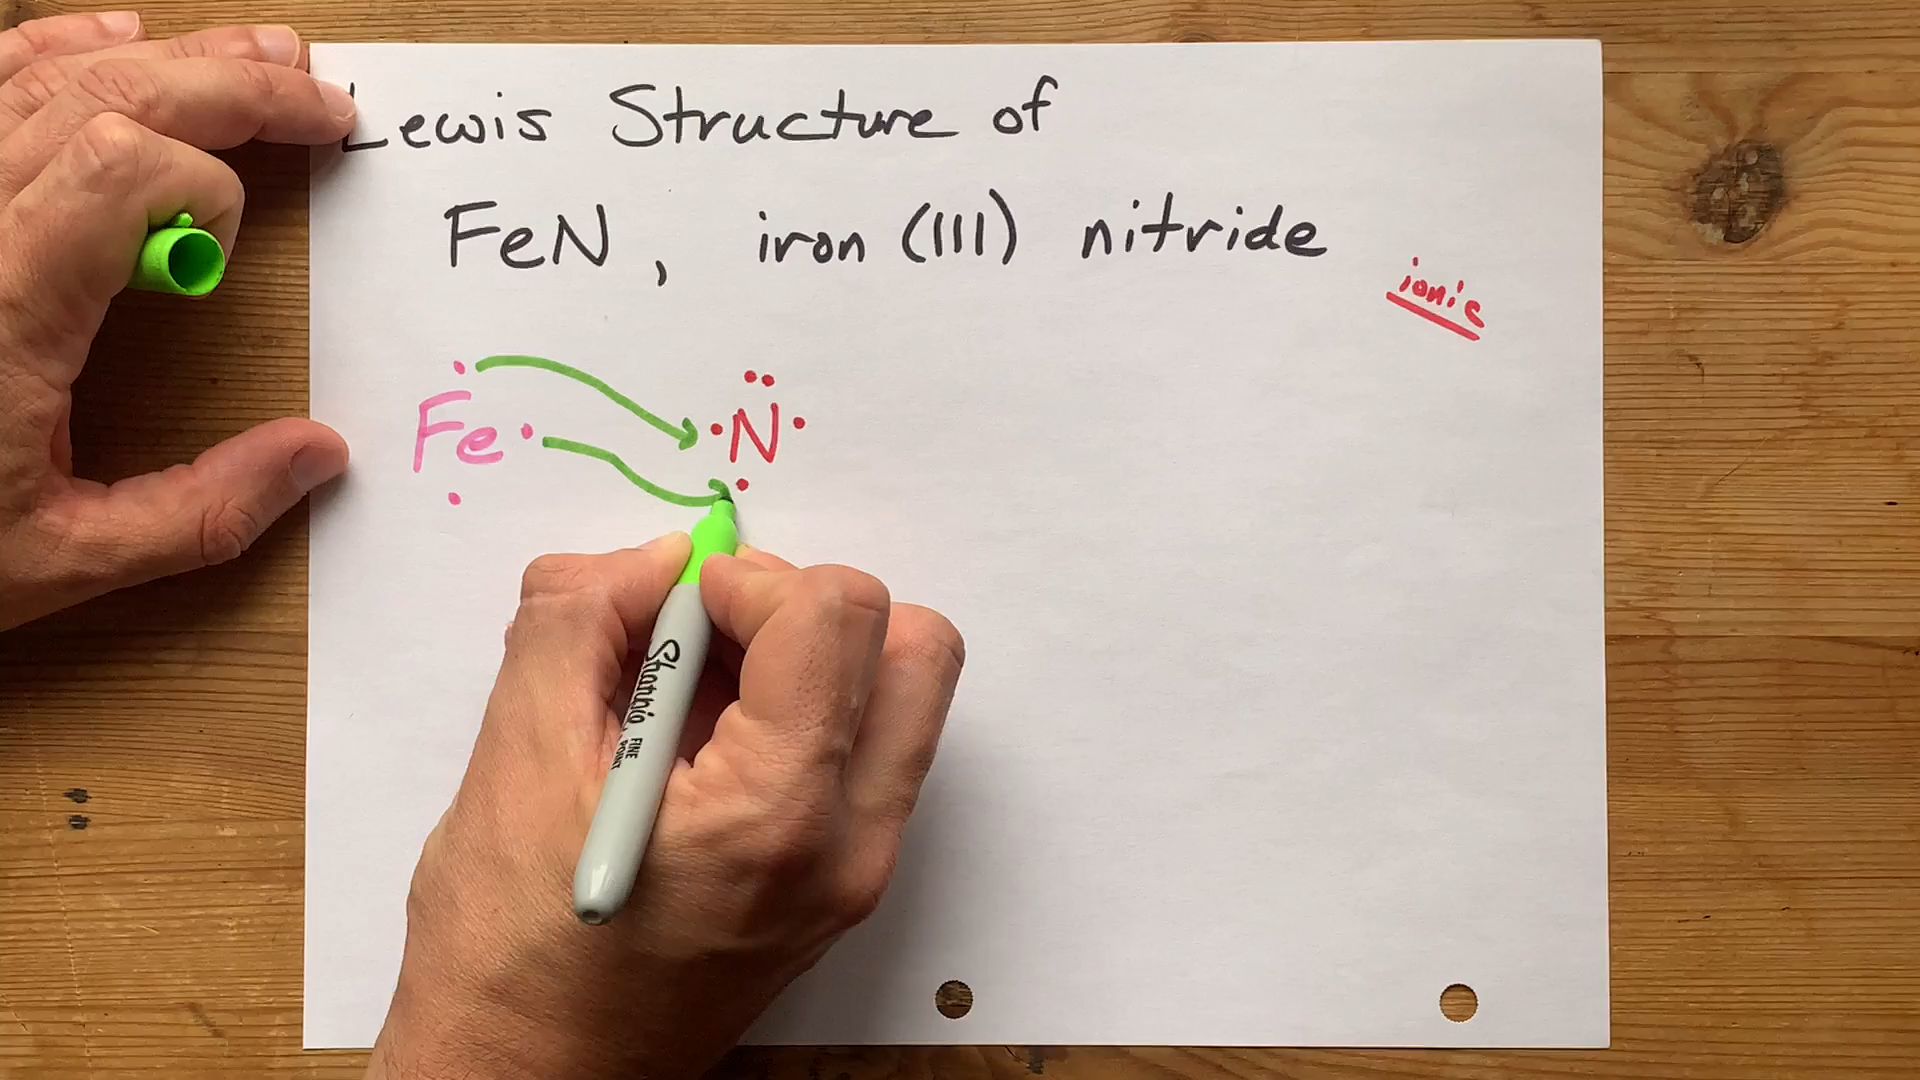 Lewis Structure of
FeN, iron (III) nitride
ionic
Fe N
Sharpie
FINE
POINT